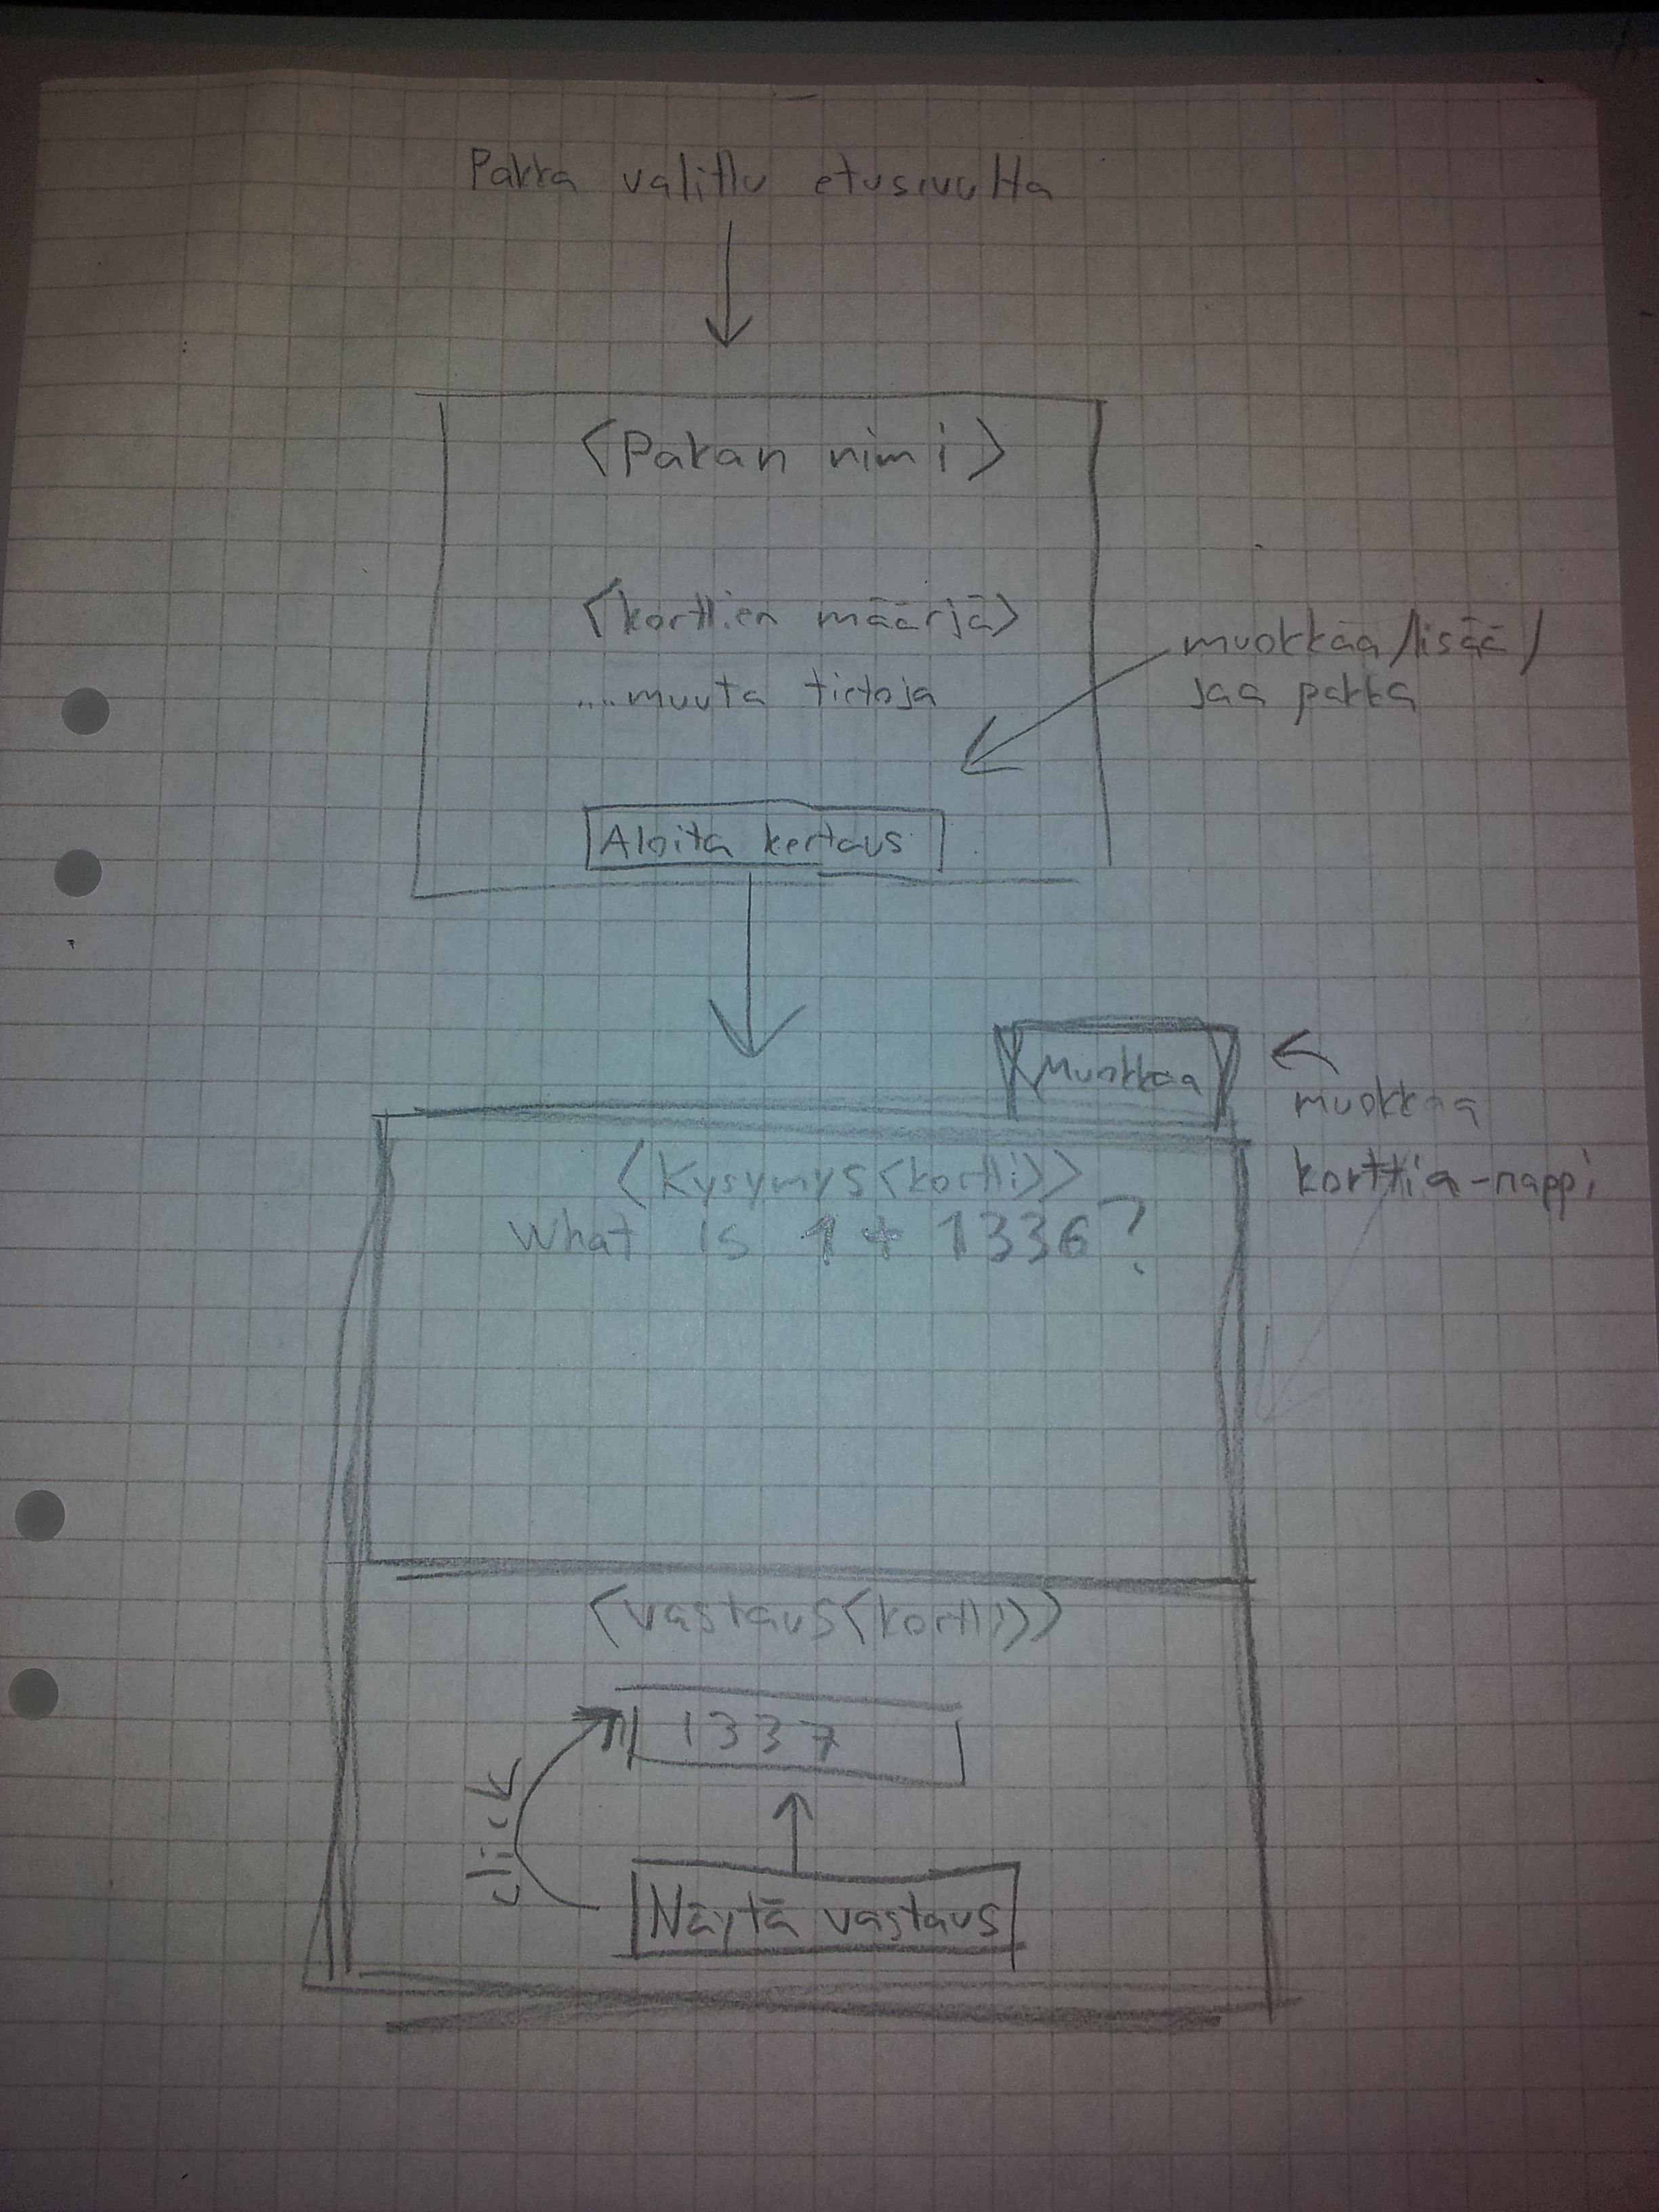 Pakka valittu etusivulta
<Pakan nimi>
<korttien määrjä>
....muuta tietoja
muokkaa/lisää/
jaa pakka
Aloita kertaus
Muokkaa
muokkaa
korttia-nappi
<Kysymys<kortti>>
What is 1 + 1336?
<vastaus<kortti>>
1337
click
Näytä vastaus